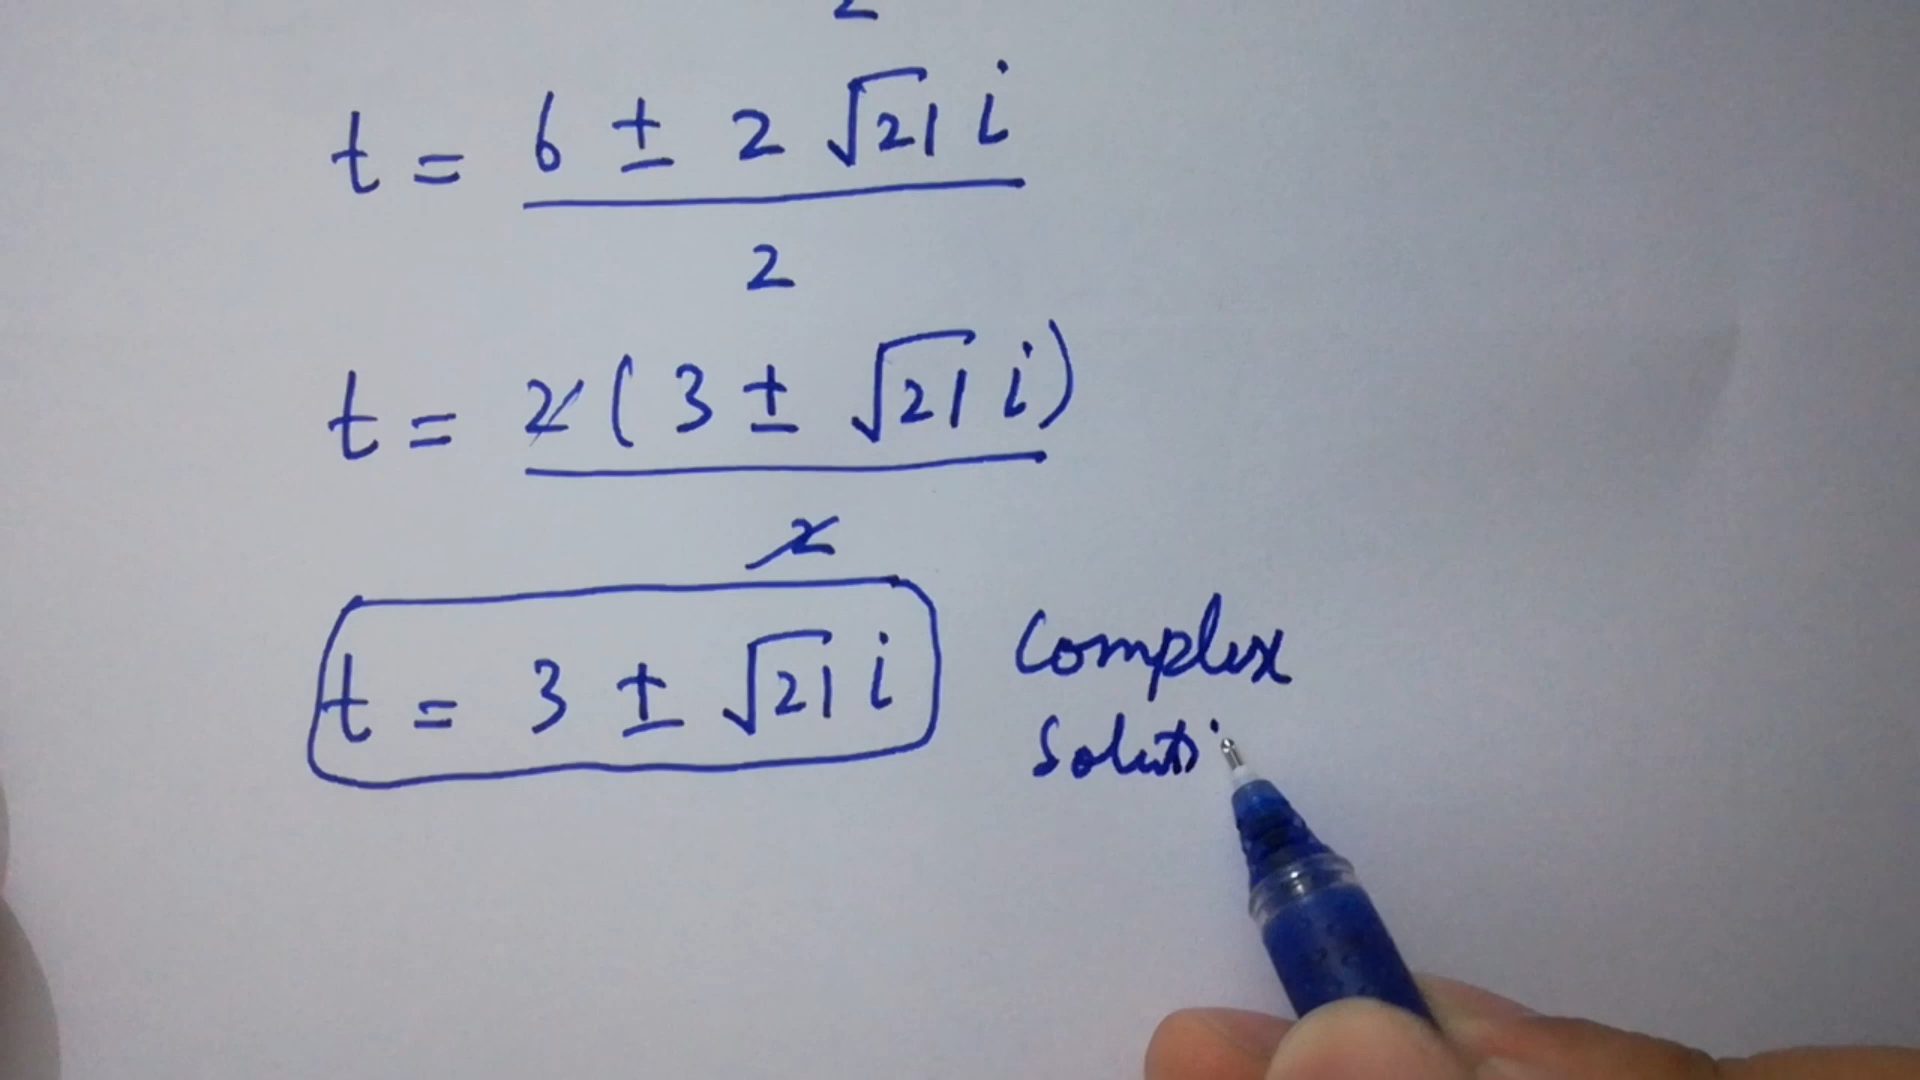 t = 6 ± 2 √21 i
2
t = 2 ( 3 ± √21 i )
2
t = 3 ± √21 i
Complex
Soluti